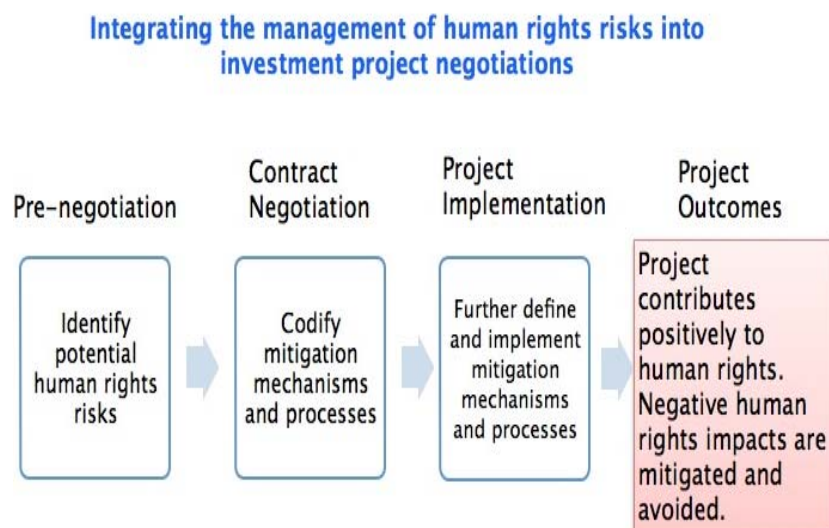 Integrating the management of human rights risks into
investment project negotiations
Pre-negotiation
Contract
Negotiation
Project
Implementation
Project
Outcomes
Identify
potential
human rights
risks
Codify
mitigation
mechanisms
and processes
Further define
and implement
mitigation
mechanisms
and processes
Project
contributes
positively to
human rights.
Negative human
rights impacts are
mitigated and
avoided.